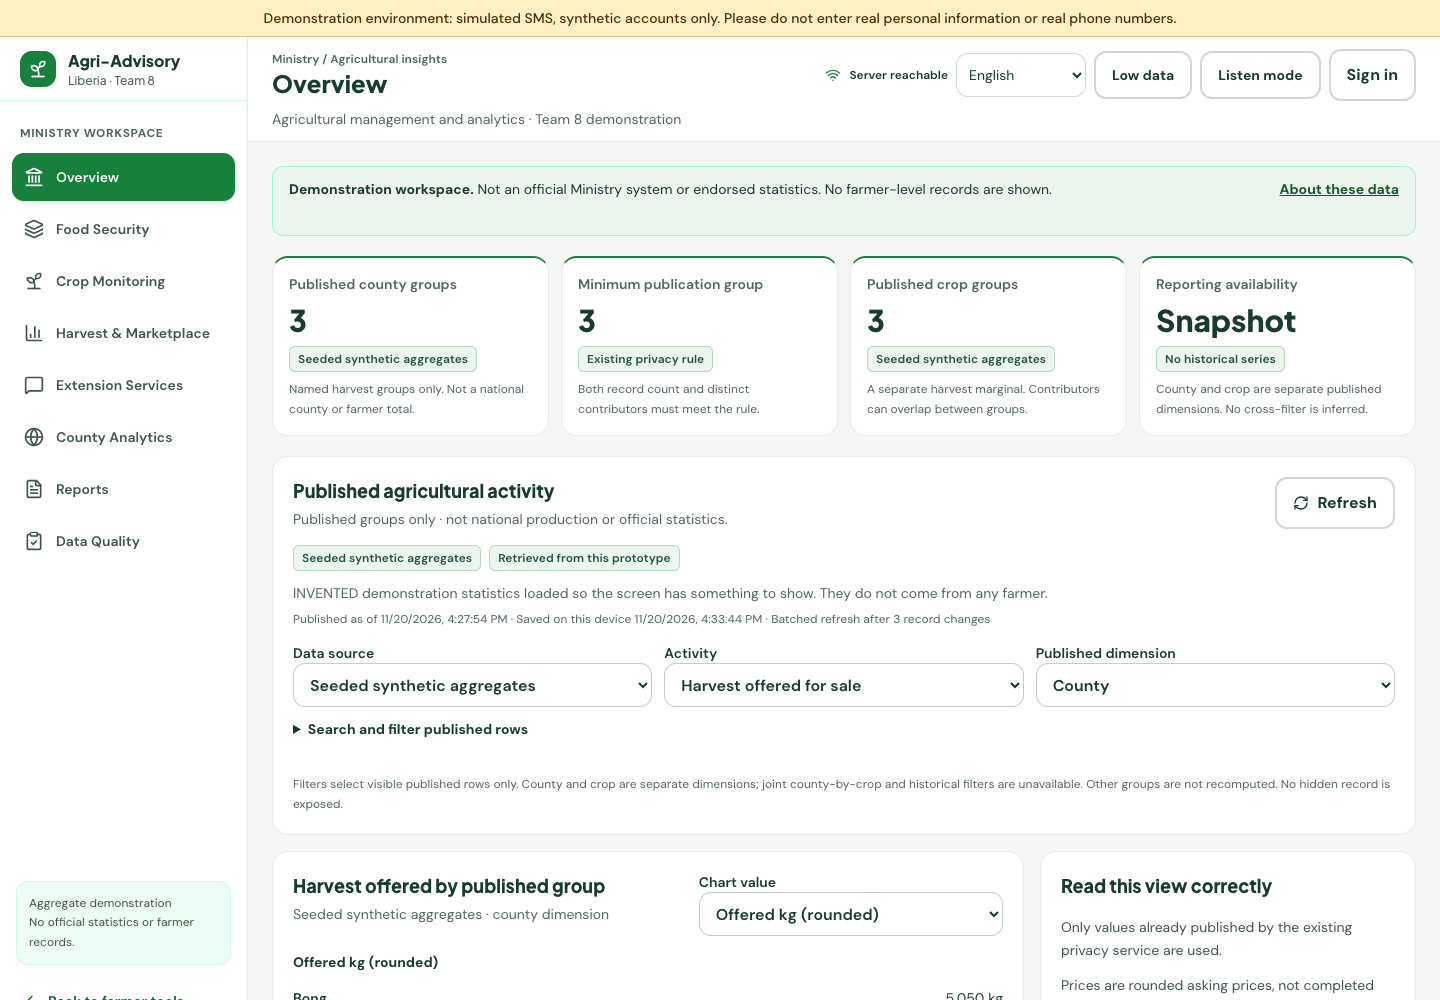 Demonstration environment: simulated SMS, synthetic accounts only. Please do not enter real personal information or real phone numbers.
Agri-Advisory
Liberia · Team 8
MINISTRY WORKSPACE
Overview
Food Security
Crop Monitoring
Harvest & Marketplace
Extension Services
County Analytics
Reports
Data Quality
Aggregate demonstration
No official statistics or farmer
records.
Back to farmer tools
Ministry / Agricultural insights
Overview
Agricultural management and analytics · Team 8 demonstration
Server reachable
English
Low data
Listen mode
Sign in
Demonstration workspace. Not an official Ministry system or endorsed statistics. No farmer-level records are shown.
About these data
Published county groups
3
Seeded synthetic aggregates
Named harvest groups only. Not a national
county or farmer total.
Minimum publication group
3
Existing privacy rule
Both record count and distinct
contributors must meet the rule.
Published crop groups
3
Seeded synthetic aggregates
A separate harvest marginal. Contributors
can overlap between groups.
Reporting availability
Snapshot
No historical series
County and crop are separate published
dimensions. No cross-filter is inferred.
Published agricultural activity
Published groups only · not national production or official statistics.
Refresh
Seeded synthetic aggregates
Retrieved from this prototype
INVENTED demonstration statistics loaded so the screen has something to show. They do not come from any farmer.
Published as of 11/20/2026, 4:27:54 PM · Saved on this device 11/20/2026, 4:33:44 PM · Batched refresh after 3 record changes
Data source
Seeded synthetic aggregates
Activity
Harvest offered for sale
Published dimension
County
Search and filter published rows
Filters select visible published rows only. County and crop are separate dimensions; joint county-by-crop and historical filters are unavailable. Other groups are not recomputed. No hidden record is
exposed.
Harvest offered by published group
Seeded synthetic aggregates · county dimension
Chart value
Offered kg (rounded)
Offered kg (rounded)
Bong
5,050 kg
Read this view correctly
Only values already published by the existing
privacy service are used.
Prices are rounded asking prices, not completed